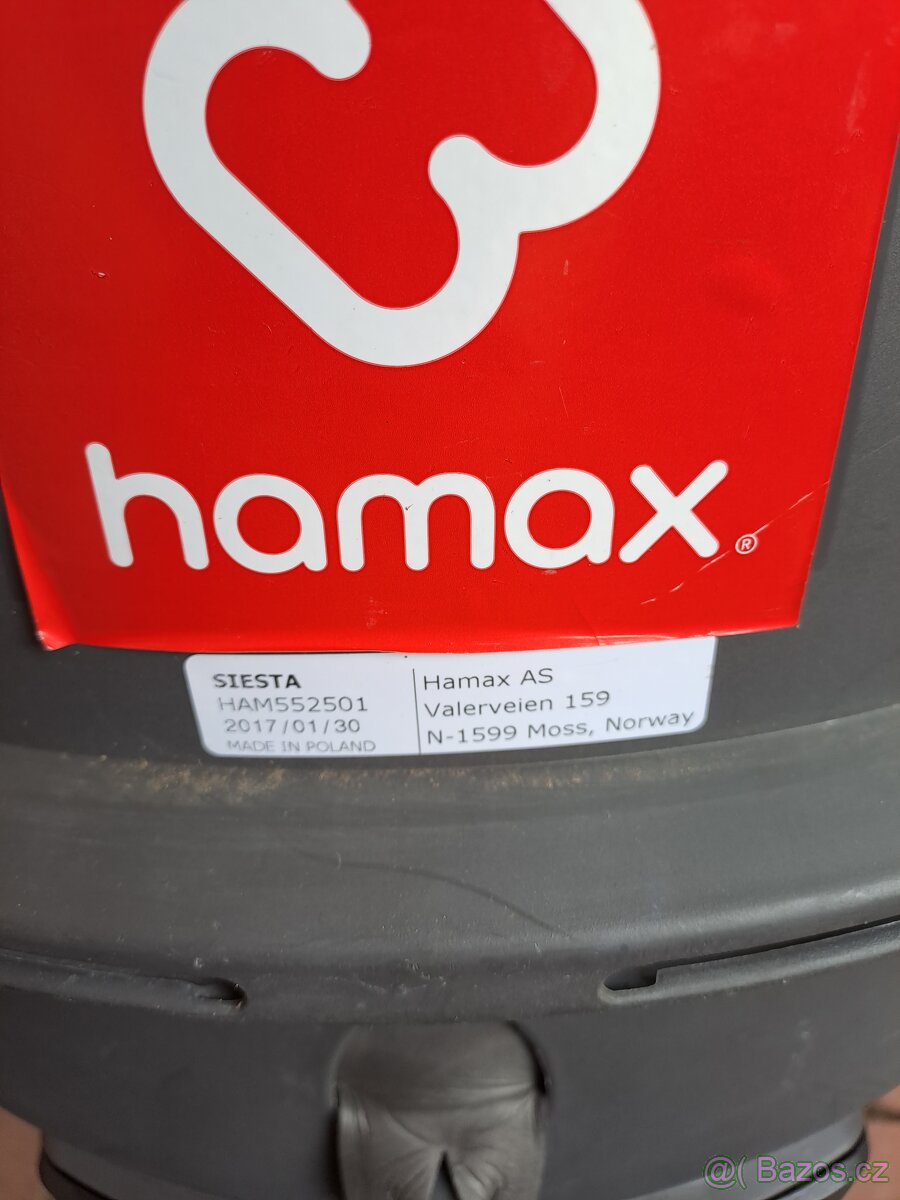 hamax®
SIESTA
HAM552501
2017/01/30
MADE IN POLAND
Hamax AS
Valerveien 159
N-1599 Moss, Norway
@( Bazos.cz